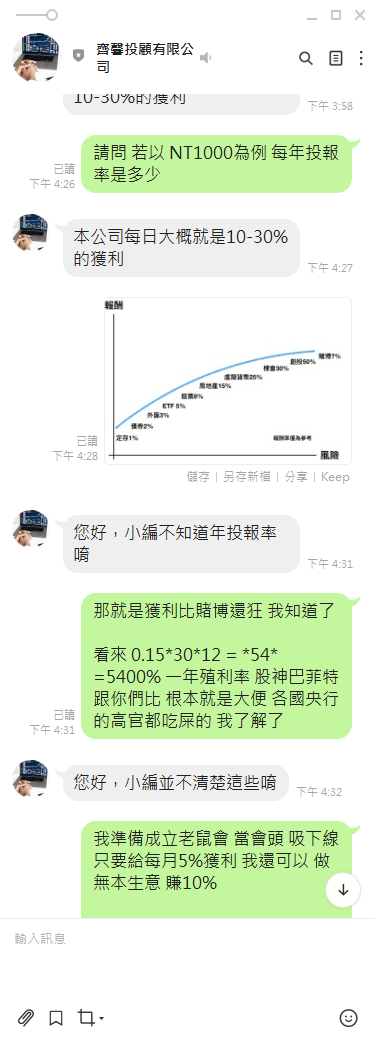 齊馨投顧有限公
司
10-30%的獲利
下午 3:58
請問 若以 NT1000為例 每年投報
率是多少
已讀
下午 4:26
本公司每日大概就是10-30%
的獲利
下午 4:27
報酬
賭博?%
創投50%
標會30%
虛擬貨幣25%
房地產15%
股票8%
ETF 5%
外匯3%
債券2%
定存1%
報酬率僅為參考
風險
已讀
下午 4:28
儲存 | 另存新檔 | 分享 | Keep
您好，小編不知道年投報率
唷
下午 4:31
那就是獲利比賭博還狂 我知道了
看來 0.15*30*12 = *54*
=5400% 一年殖利率 股神巴菲特
跟你們比 根本就是大便 各國央行
的高官都吃屎的 我了解了
已讀
下午 4:31
您好，小編並不清楚這些唷
下午 4:32
我準備成立老鼠會 當會頭 吸下線
只要給每月5%獲利 我還可以 做
無本生意 賺10%
輸入訊息